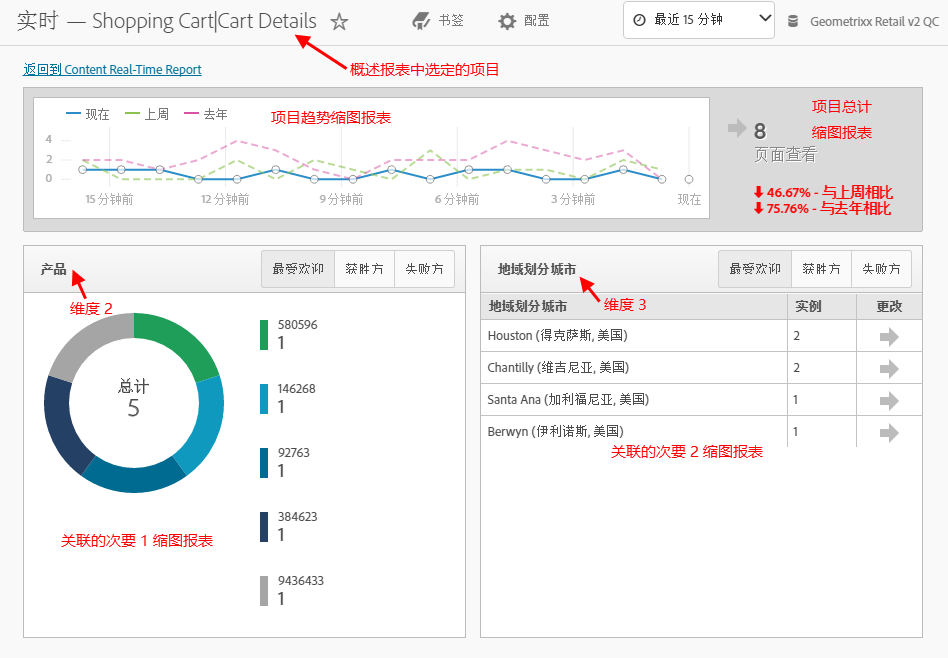 实时 — Shopping Cart|Cart Details
书签
配置
最近 15 分钟
Geometrixx Retail v2 QC
概述报表中选定的项目
返回到 Content Real-Time Report
现在
上周
去年
项目趋势缩图报表
4
2
0
15 分钟前
12 分钟前
9 分钟前
6 分钟前
3 分钟前
现在
项目总计
缩图报表
8
页面查看
46.67% - 与上周相比
75.76% - 与去年相比
产品
最受欢迎
获胜方
失败方
维度 2
总计
5
580596
1
146268
1
92763
1
384623
1
9436433
1
关联的次要 1 缩图报表
地域划分城市
最受欢迎
获胜方
失败方
维度 3
地域划分城市
实例
更改
Houston (得克萨斯, 美国)
2
Chantilly (维吉尼亚, 美国)
2
Santa Ana (加利福尼亚, 美国)
1
Berwyn (伊利诺斯, 美国)
1
关联的次要 2 缩图报表